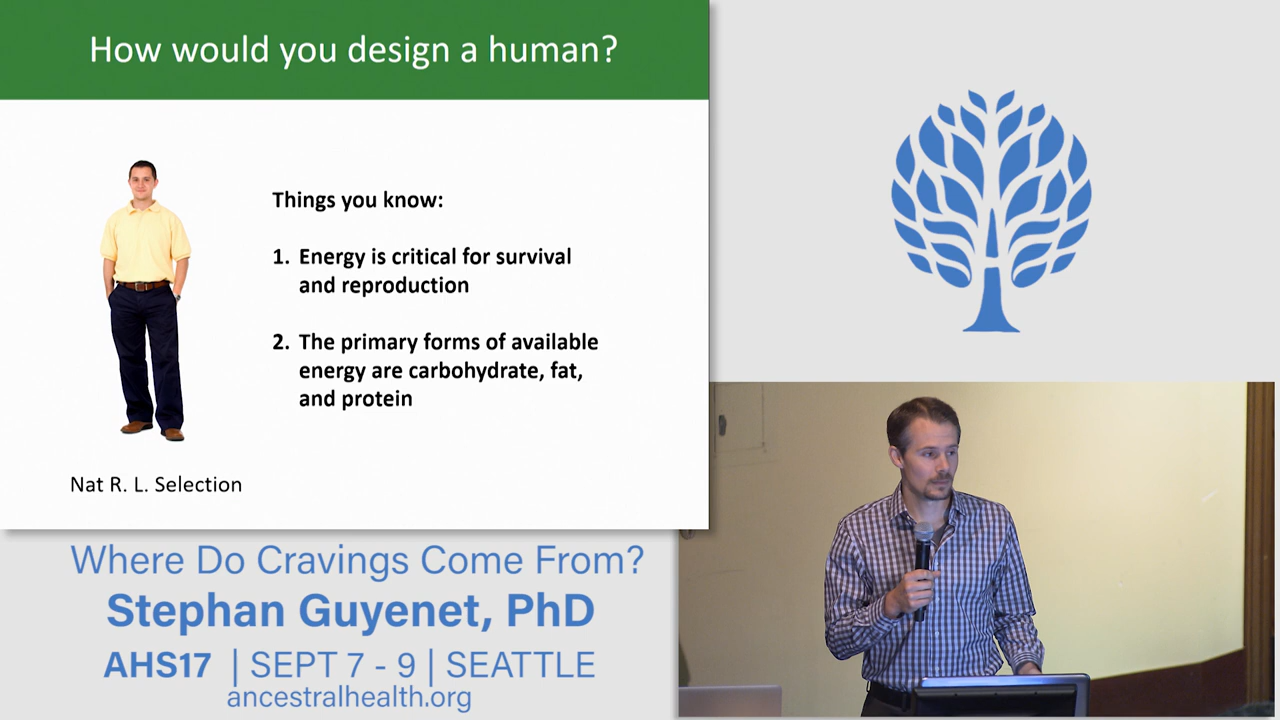 How would you design a human?
Things you know:
1. Energy is critical for survival
and reproduction
2. The primary forms of available
energy are carbohydrate, fat,
and protein
Nat R. L. Selection
Where Do Cravings Come From?
Stephan Guyenet, PhD
AHS17 | SEPT 7 - 9 | SEATTLE
ancestralhealth.org